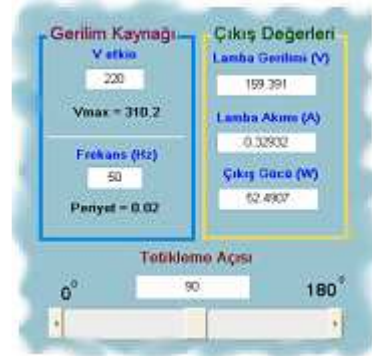 Gerilim Kaynağı
V etkin
220
Vmax = 310.2
Frekans (Hz)
50
Peryot = 0.02
Çıkış Değerleri
Lamba Gerilimi (V)
159.391
Lamba Akımı (A)
0.32932
Çıkış Gücü (W)
52.4907
Tetikleme Açısı
0°
90
180°